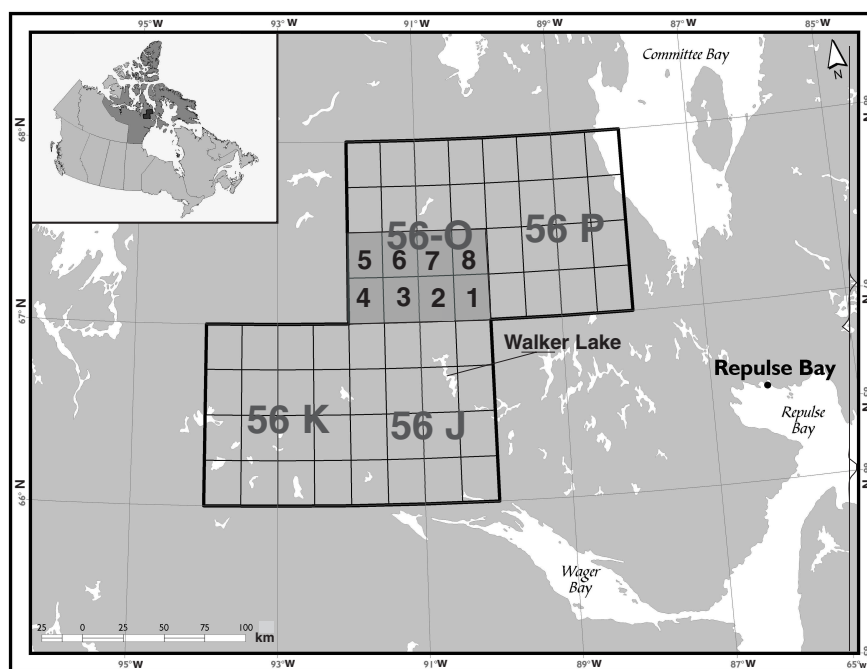 95°W 91°W 89°W 87°W 85°W
Committee Bay
N
68°N
56-O 56 P
5 6 7 8
4 3 2 1
67°N
Walker Lake
Repulse Bay
Repulse
Bay
56 K 56 J
66°N
Wager
Bay
25 0 25 50 75 100
km
95°W 93°W 91°W 89°W 87°W 85°W